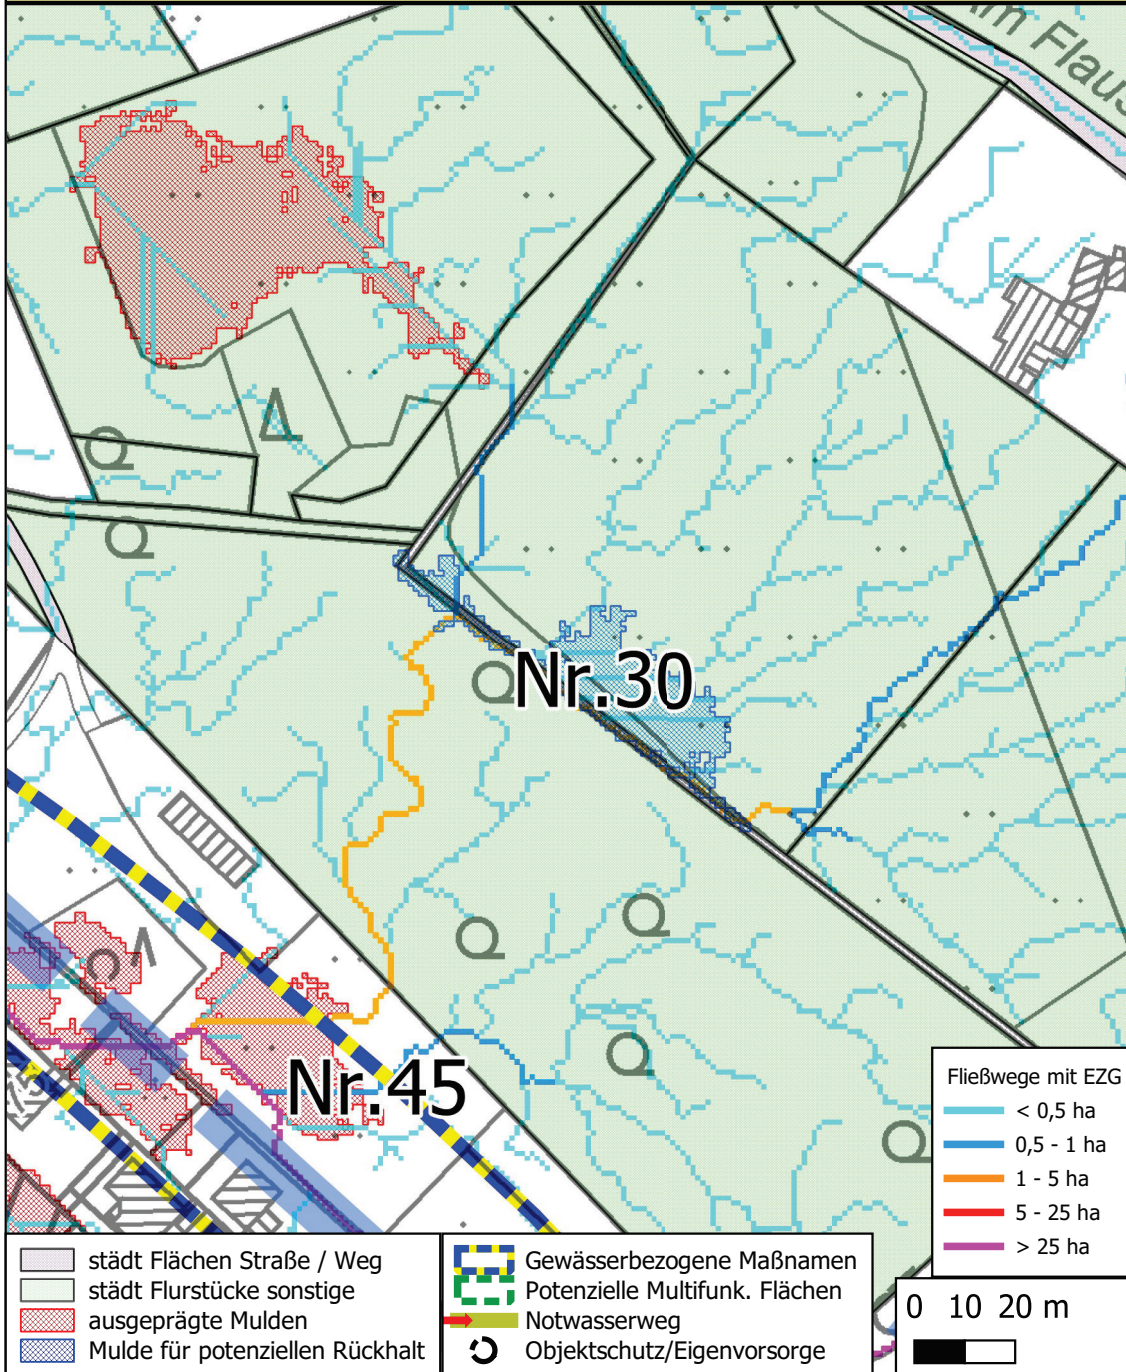 Am Flaus
Nr.30
Nr.45
Fließwege mit EZG
< 0,5 ha
0,5 - 1 ha
1 - 5 ha
5 - 25 ha
> 25 ha
städt Flächen Straße / Weg
städt Flurstücke sonstige
ausgeprägte Mulden
Mulde für potenziellen Rückhalt
Gewässerbezogene Maßnamen
Potenzielle Multifunk. Flächen
Notwasserweg
Objektschutz/Eigenvorsorge
0 10 20 m